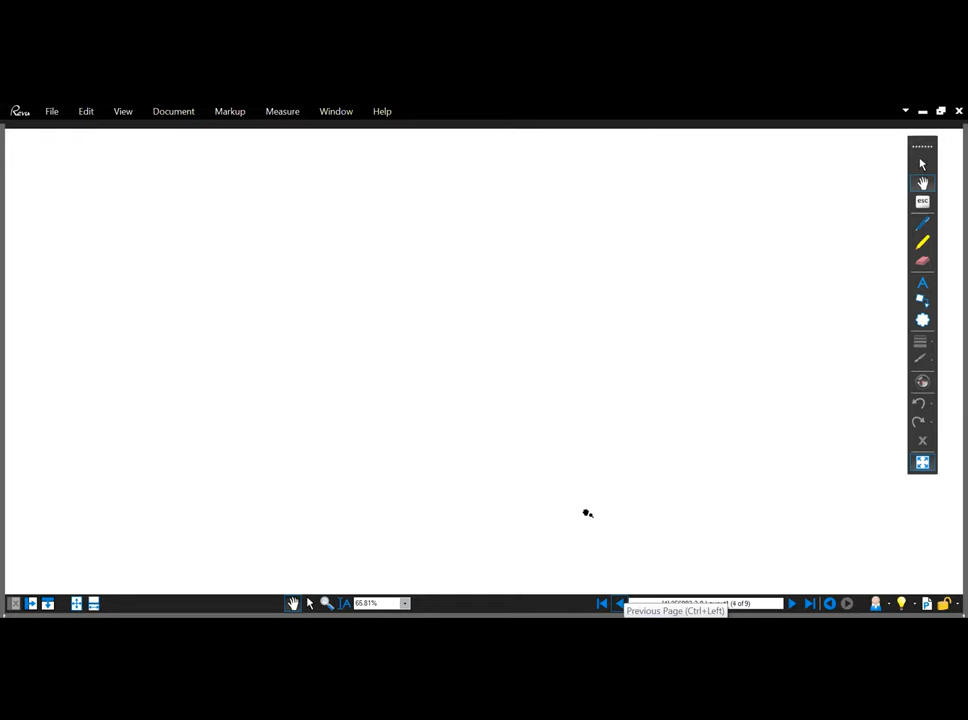 Revu File Edit View Document Markup Measure Window Help
esc
A
A 65.81% (4 of 9)
Previous Page (Ctrl+Left)